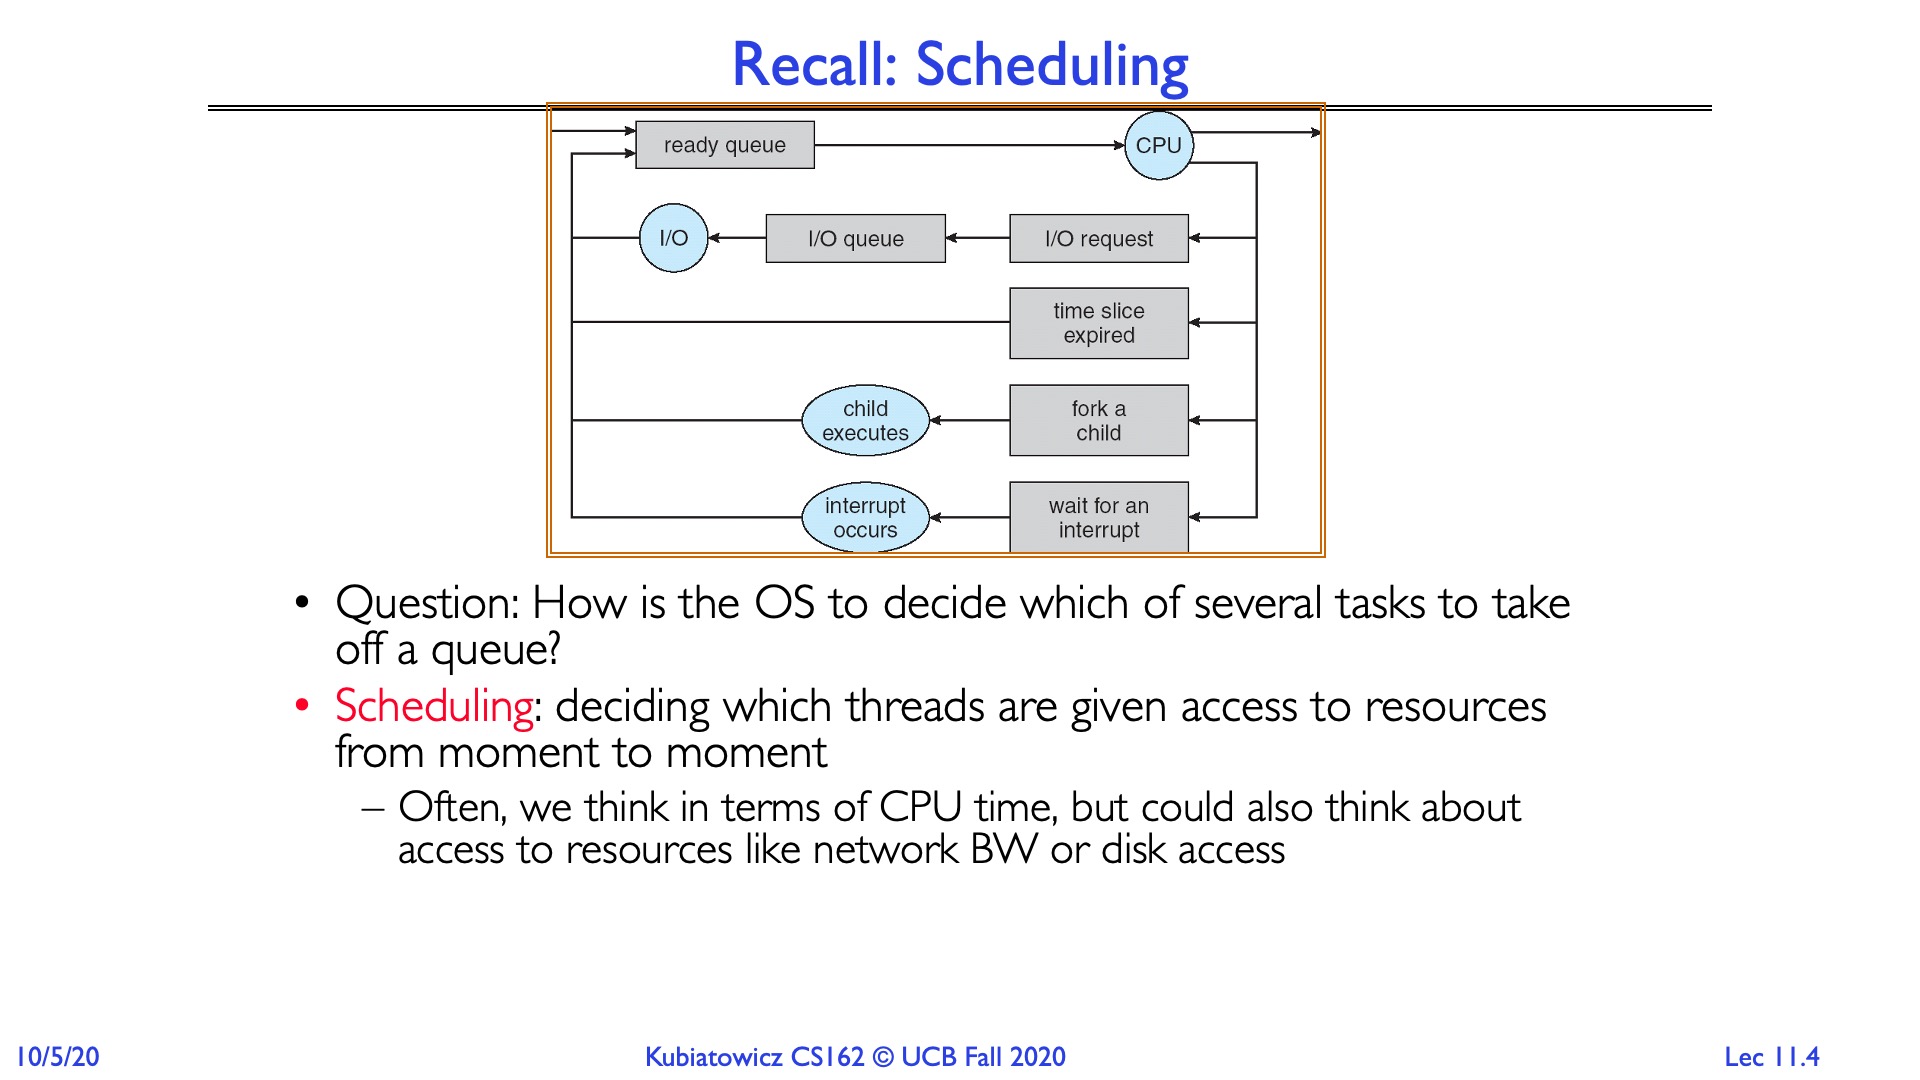 Recall: Scheduling
ready queue
CPU
I/O
I/O queue
I/O request
time slice
expired
child
executes
fork a
child
interrupt
occurs
wait for an
interrupt
• Question: How is the OS to decide which of several tasks to take
off a queue?
• Scheduling: deciding which threads are given access to resources
from moment to moment
– Often, we think in terms of CPU time, but could also think about
access to resources like network BW or disk access
10/5/20
Kubiatowicz CS162 © UCB Fall 2020
Lec 11.4